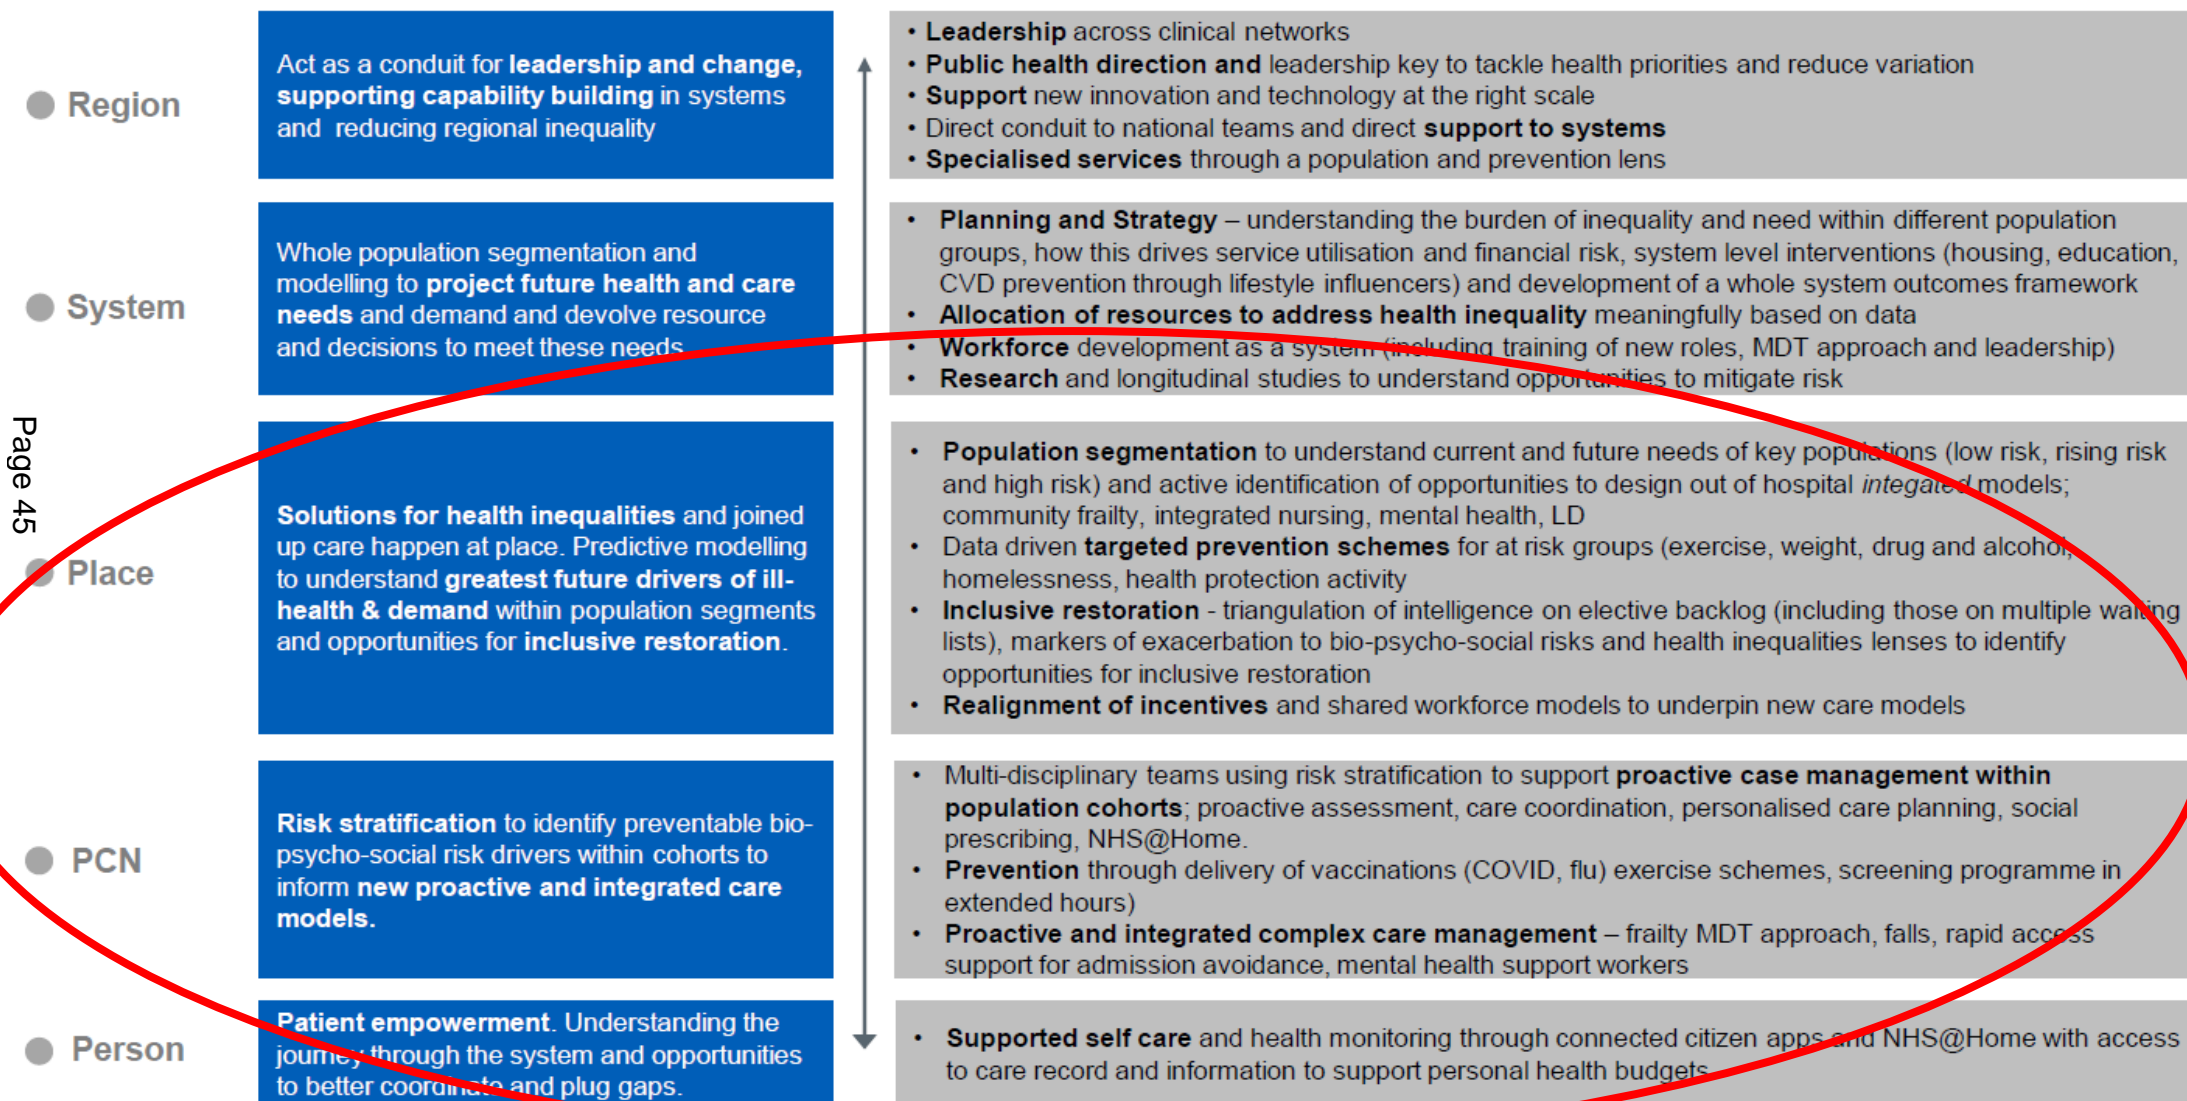 Region
Act as a conduit for leadership and change,
supporting capability building in systems
and reducing regional inequality
• Leadership across clinical networks
• Public health direction and leadership key to tackle health priorities and reduce variation
• Support new innovation and technology at the right scale
• Direct conduit to national teams and direct support to systems
• Specialised services through a population and prevention lens
System
Whole population segmentation and
modelling to project future health and care
needs and demand and devolve resource
and decisions to meet these needs
• Planning and Strategy – understanding the burden of inequality and need within different population
groups, how this drives service utilisation and financial risk, system level interventions (housing, education,
CVD prevention through lifestyle influencers) and development of a whole system outcomes framework
• Allocation of resources to address health inequality meaningfully based on data
• Workforce development as a system (including training of new roles, MDT approach and leadership)
• Research and longitudinal studies to understand opportunities to mitigate risk
Page 45
Place
Solutions for health inequalities and joined
up care happen at place. Predictive modelling
to understand greatest future drivers of ill-
health & demand within population segments
and opportunities for inclusive restoration.
• Population segmentation to understand current and future needs of key populations (low risk, rising risk
and high risk) and active identification of opportunities to design out of hospital integated models;
community frailty, integrated nursing, mental health, LD
• Data driven targeted prevention schemes for at risk groups (exercise, weight, drug and alcohol,
homelessness, health protection activity
• Inclusive restoration - triangulation of intelligence on elective backlog (including those on multiple waiting
lists), markers of exacerbation to bio-psycho-social risks and health inequalities lenses to identify
opportunities for inclusive restoration
• Realignment of incentives and shared workforce models to underpin new care models
PCN
Risk stratification to identify preventable bio-
psycho-social risk drivers within cohorts to
inform new proactive and integrated care
models.
• Multi-disciplinary teams using risk stratification to support proactive case management within
population cohorts; proactive assessment, care coordination, personalised care planning, social
prescribing, NHS@Home.
• Prevention through delivery of vaccinations (COVID, flu) exercise schemes, screening programme in
extended hours)
• Proactive and integrated complex care management – frailty MDT approach, falls, rapid access
support for admission avoidance, mental health support workers
Person
Patient empowerment. Understanding the
journey through the system and opportunities
to better coordinate and plug gaps.
• Supported self care and health monitoring through connected citizen apps and NHS@Home with access
to care record and information to support personal health budgets